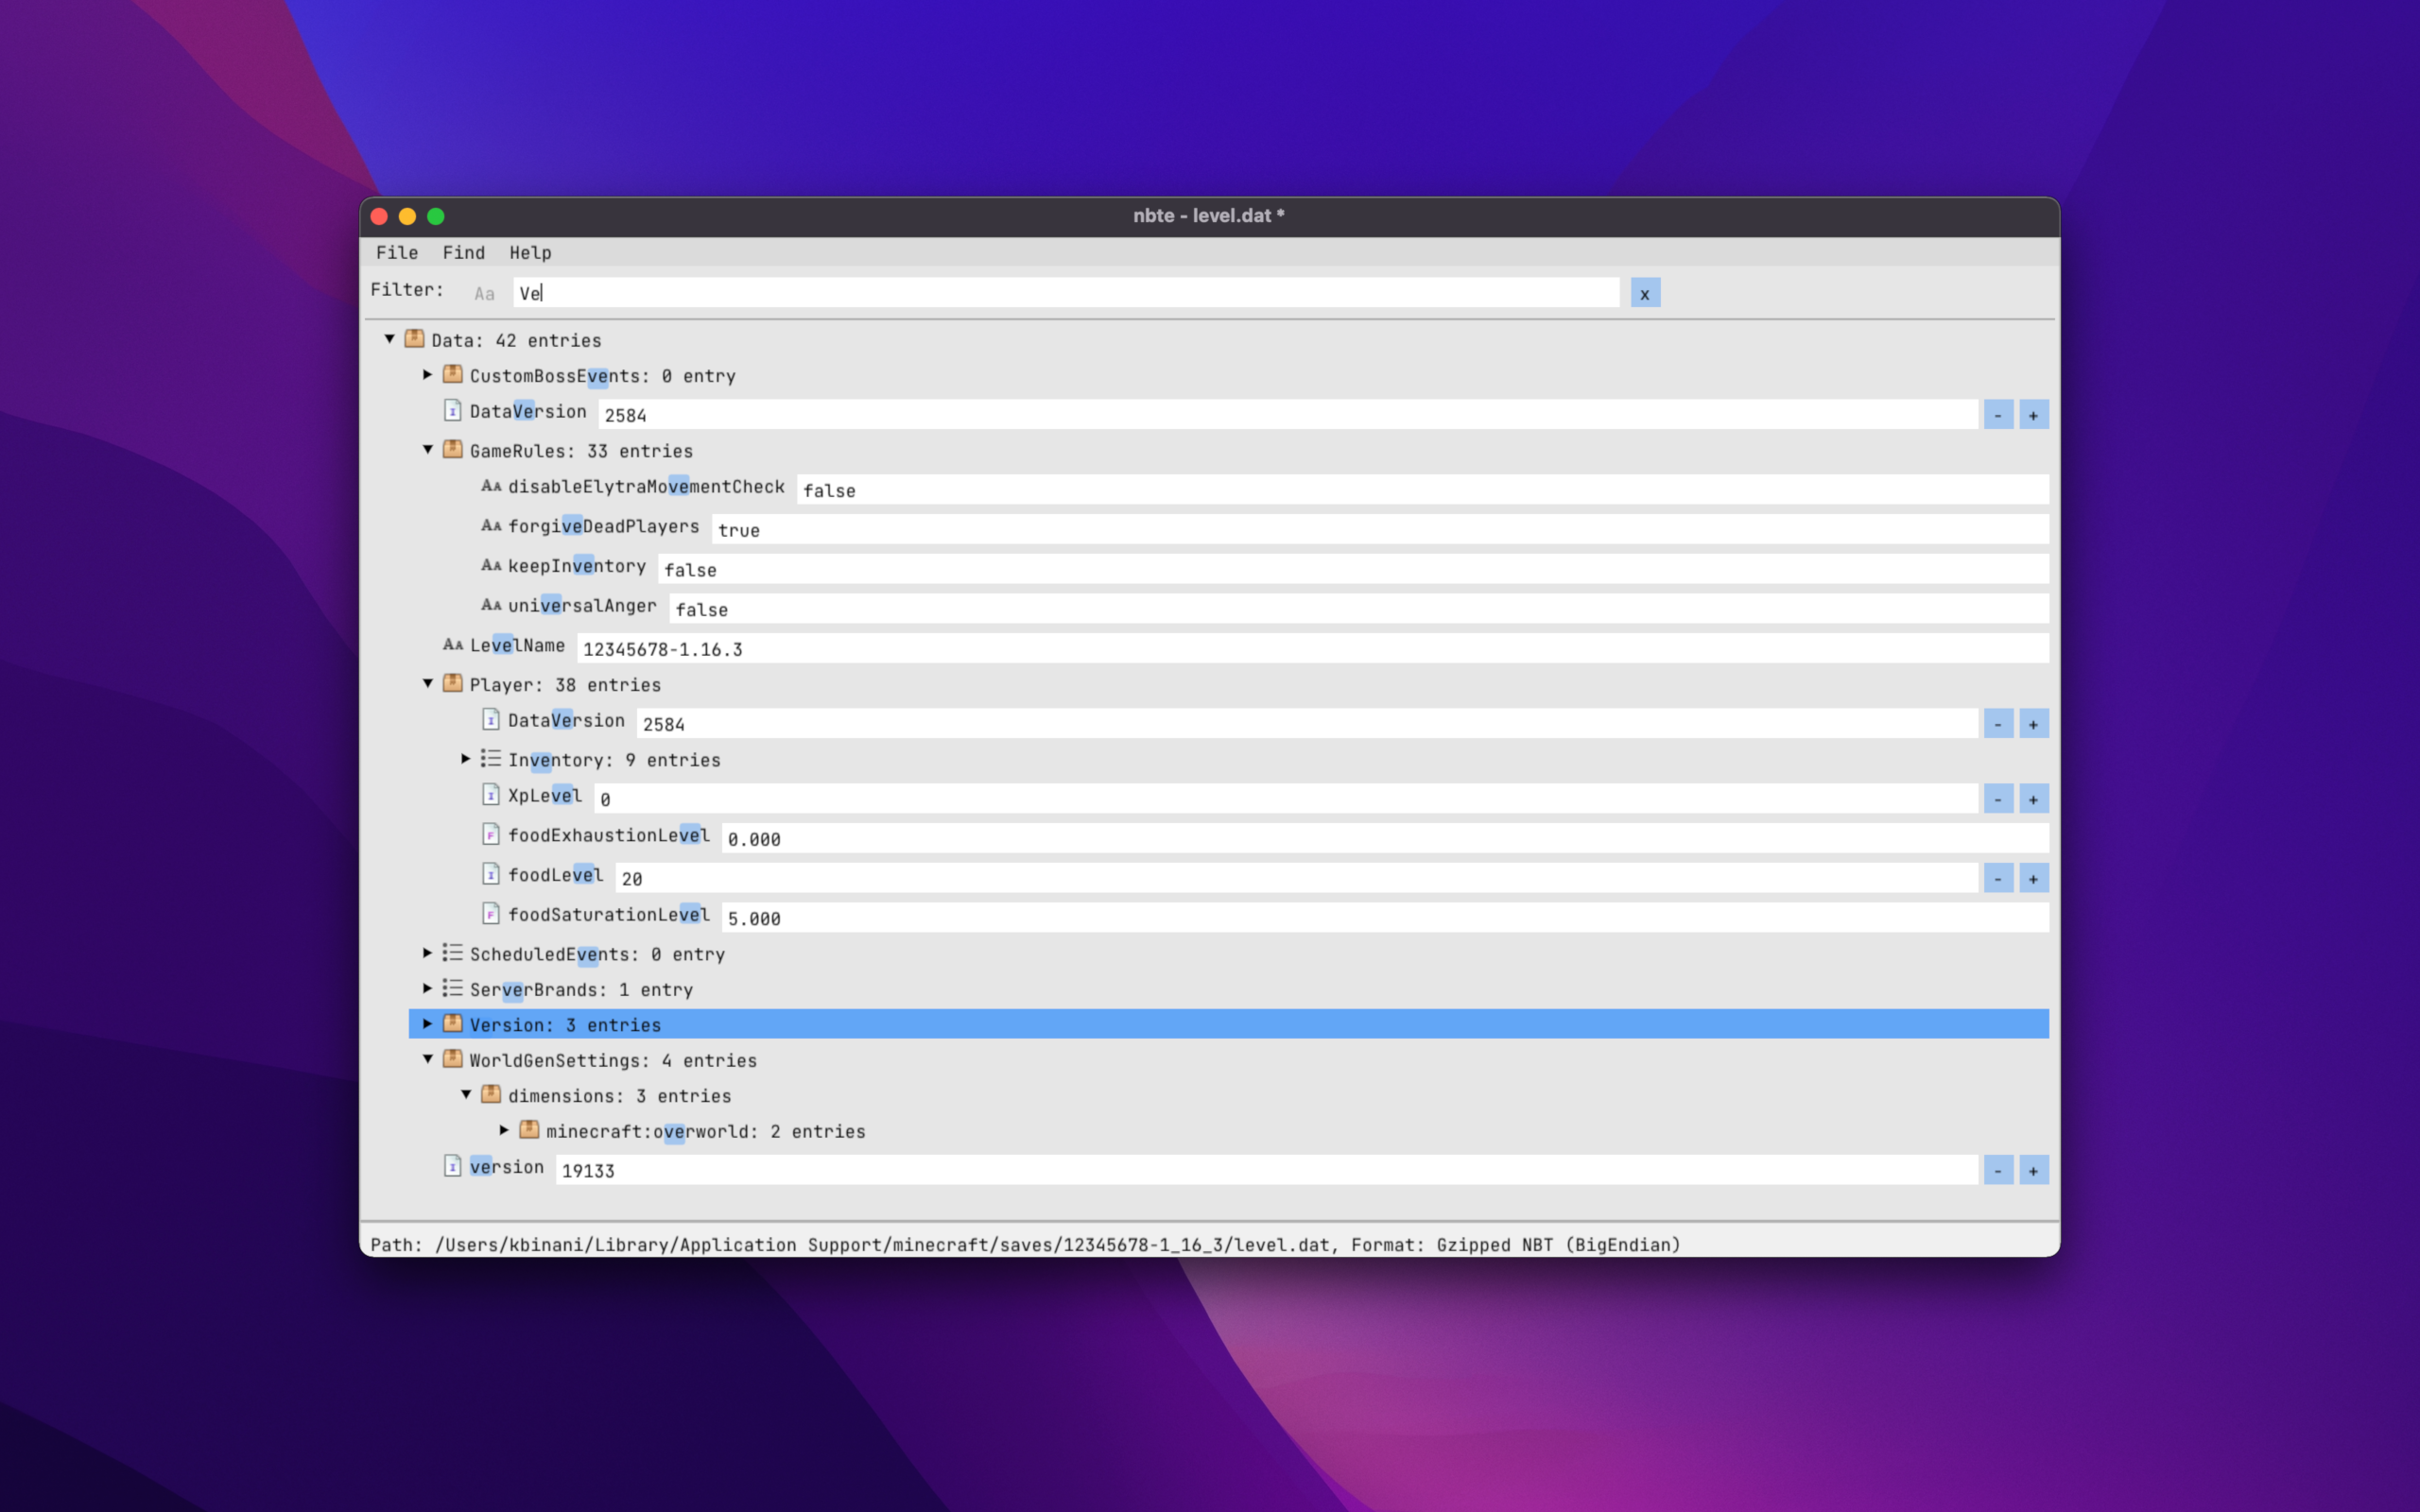 nbte - level.dat *
File Find Help
Filter: Aa Ve x
Data: 42 entries
CustomBossEvents: 0 entry
DataVersion 2584 - +
GameRules: 33 entries
AA disableElytraMovementCheck false
AA forgiveDeadPlayers true
AA keepInventory false
AA universalAnger false
AA LevelName 12345678-1.16.3
Player: 38 entries
I DataVersion 2584 - +
Inventory: 9 entries
I XpLevel 0 - +
F foodExhaustionLevel 0.000
I foodLevel 20 - +
F foodSaturationLevel 5.000
ScheduledEvents: 0 entry
ServerBrands: 1 entry
Version: 3 entries
WorldGenSettings: 4 entries
dimensions: 3 entries
minecraft:overworld: 2 entries
I version 19133 - +
Path: /Users/kbinani/Library/Application Support/minecraft/saves/12345678-1_16_3/level.dat, Format: Gzipped NBT (BigEndian)